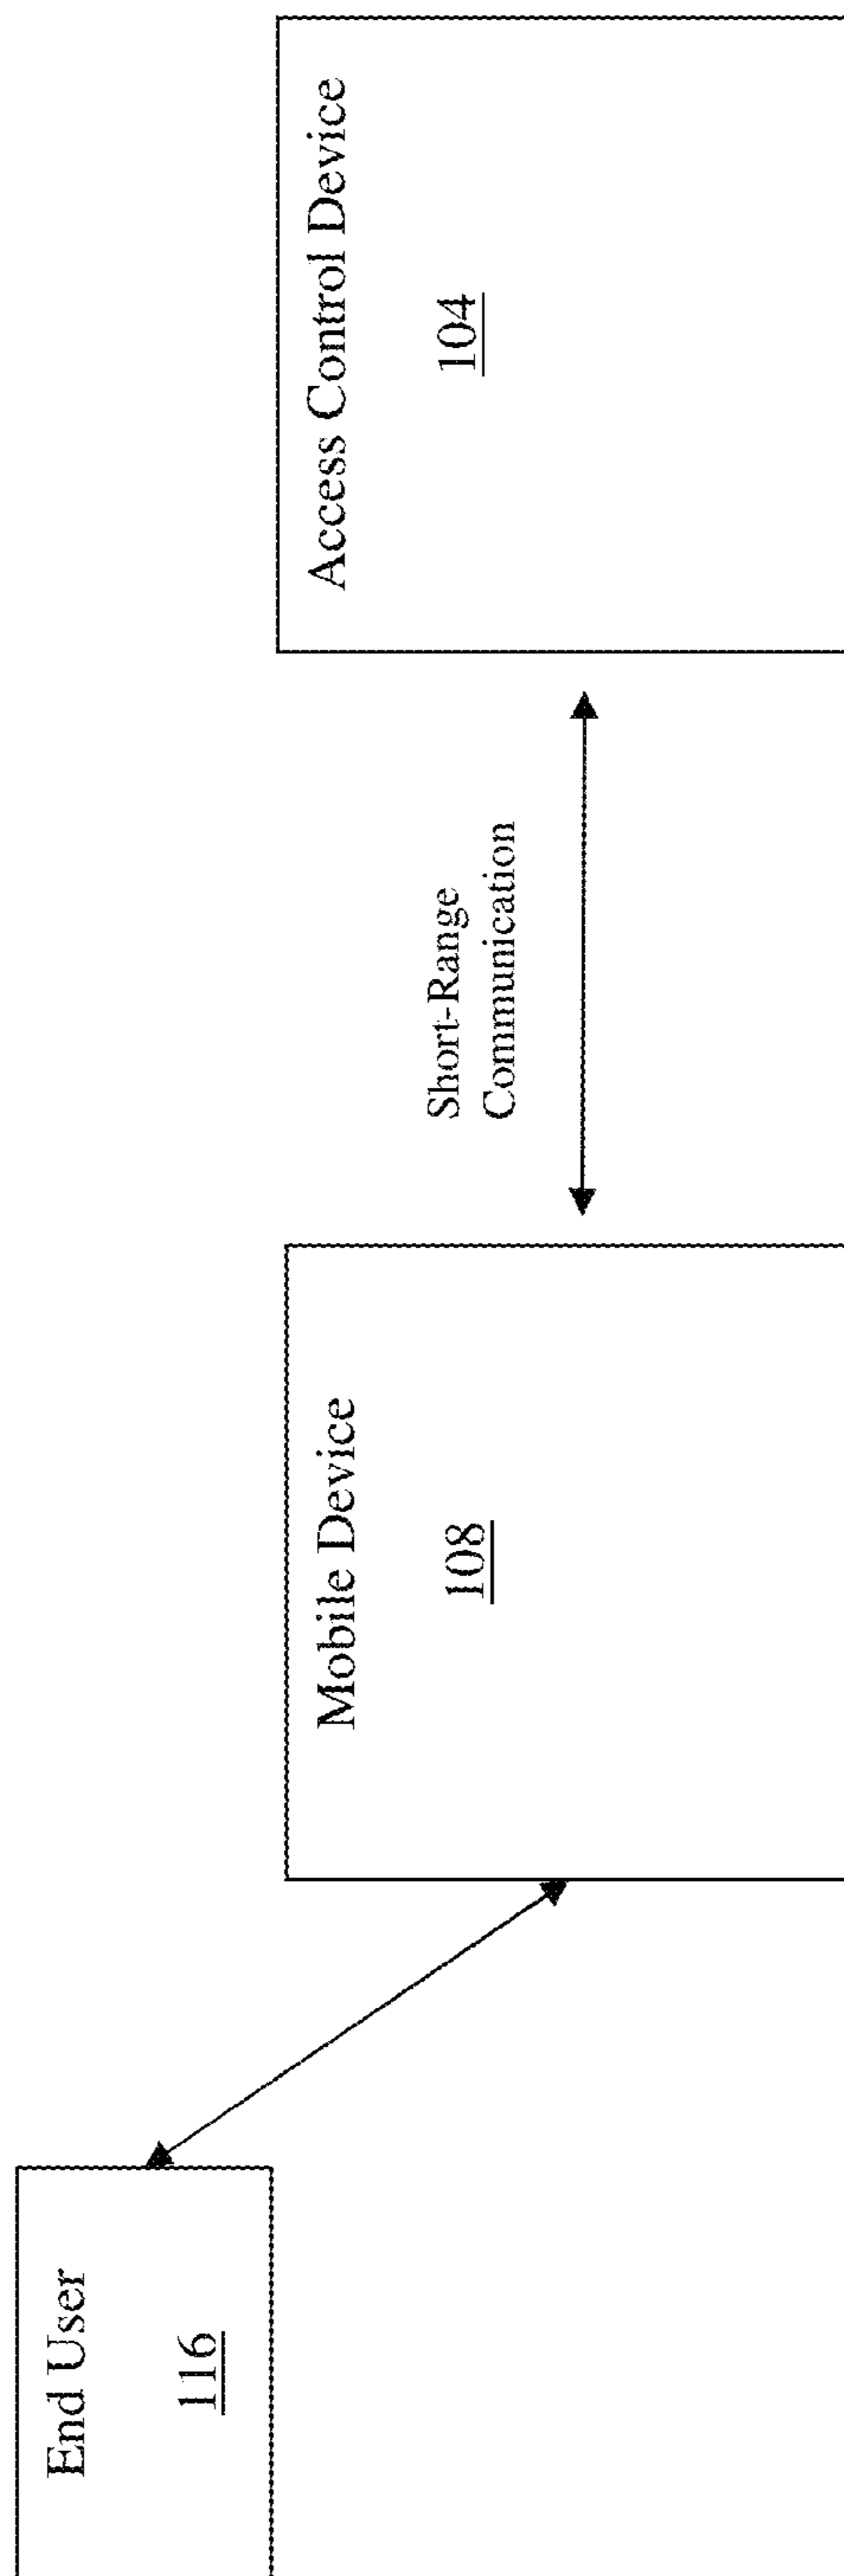 End User
116
Mobile Device
108
Short-Range
Communication
Access Control Device
104